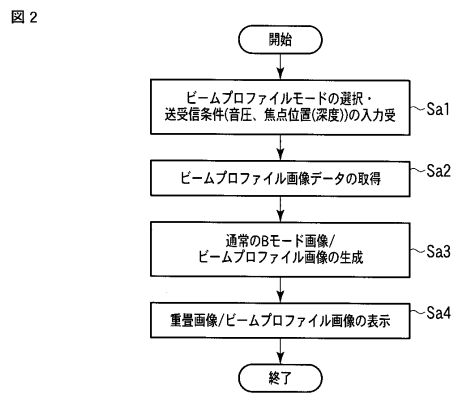 図2
開始
ビームプロファイルモードの選択・
送受信条件(音圧、焦点位置(深度))の入力受
Sa1
ビームプロファイル画像データの取得
Sa2
通常のBモード画像/
ビームプロファイル画像の生成
Sa3
重畳画像/ビームプロファイル画像の表示
Sa4
終了